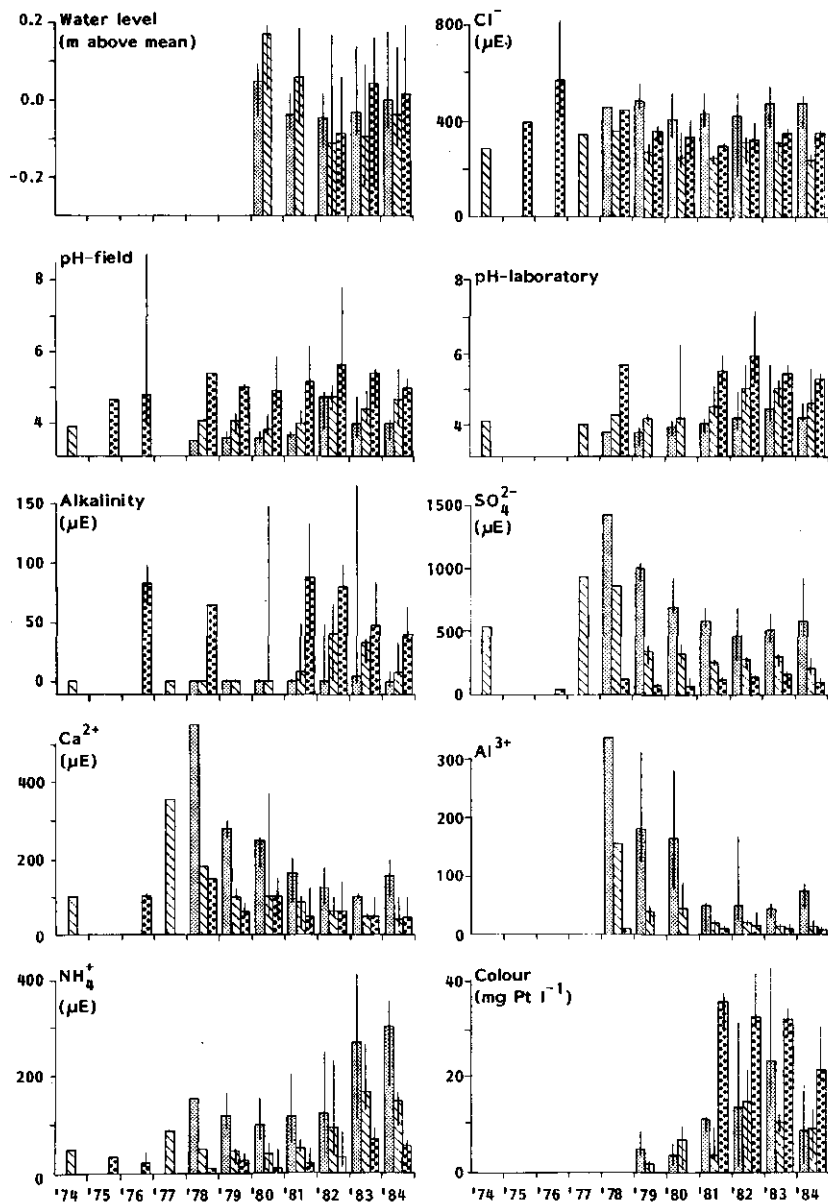 Water level
(m above mean)
0.2
0.0
-0.2
Cl⁻
(µE)
800
400
0
pH-field
8
6
4
pH-laboratory
8
6
4
Alkalinity
(µE)
150
100
50
0
SO₄²⁻
(µE)
1500
1000
500
0
Ca²⁺
(µE)
400
200
0
Al³⁺
300
200
100
0
NH₄⁺
(µE)
400
200
0
Colour
(mg Pt l⁻¹)
40
20
0
'74 '75 '76 '77 '78 '79 '80 '81 '82 '83 '84
'74 '75 '76 '77 '78 '79 '80 '81 '82 '83 '84